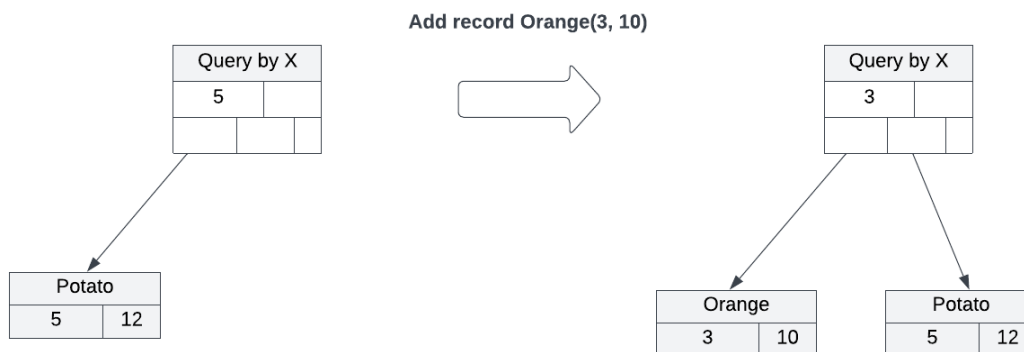 Add record Orange(3, 10)
Query by X
5
Potato
5 12
Query by X
3
Orange
3 10
Potato
5 12